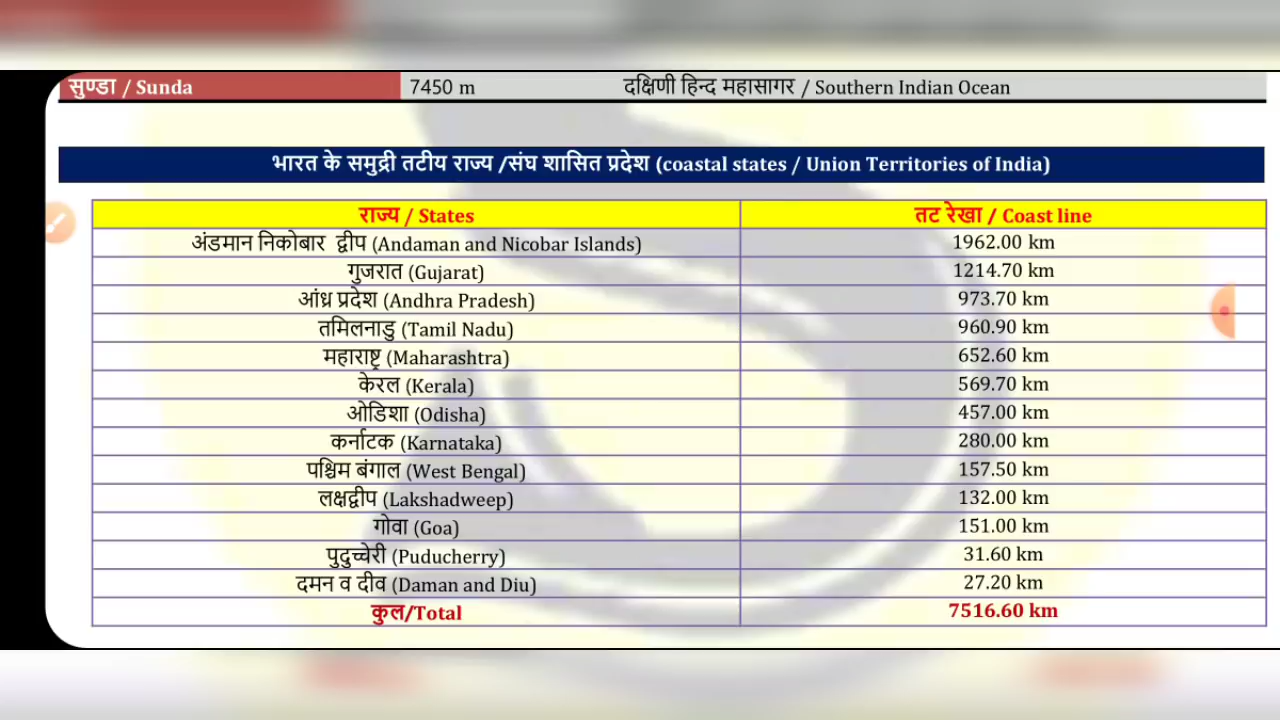 सुण्डा / Sunda 7450 m दक्षिणी हिन्द महासागर / Southern Indian Ocean
भारत के समुद्री तटीय राज्य /संघ शासित प्रदेश (coastal states / Union Territories of India)
राज्य / States तट रेखा / Coast line
अंडमान निकोबार द्वीप (Andaman and Nicobar Islands) 1962.00 km
गुजरात (Gujarat) 1214.70 km
आंध्र प्रदेश (Andhra Pradesh) 973.70 km
तमिलनाडु (Tamil Nadu) 960.90 km
महाराष्ट्र (Maharashtra) 652.60 km
केरल (Kerala) 569.70 km
ओडिशा (Odisha) 457.00 km
कर्नाटक (Karnataka) 280.00 km
पश्चिम बंगाल (West Bengal) 157.50 km
लक्षद्वीप (Lakshadweep) 132.00 km
गोवा (Goa) 151.00 km
पुदुच्चेरी (Puducherry) 31.60 km
दमन व दीव (Daman and Diu) 27.20 km
कुल/Total 7516.60 km